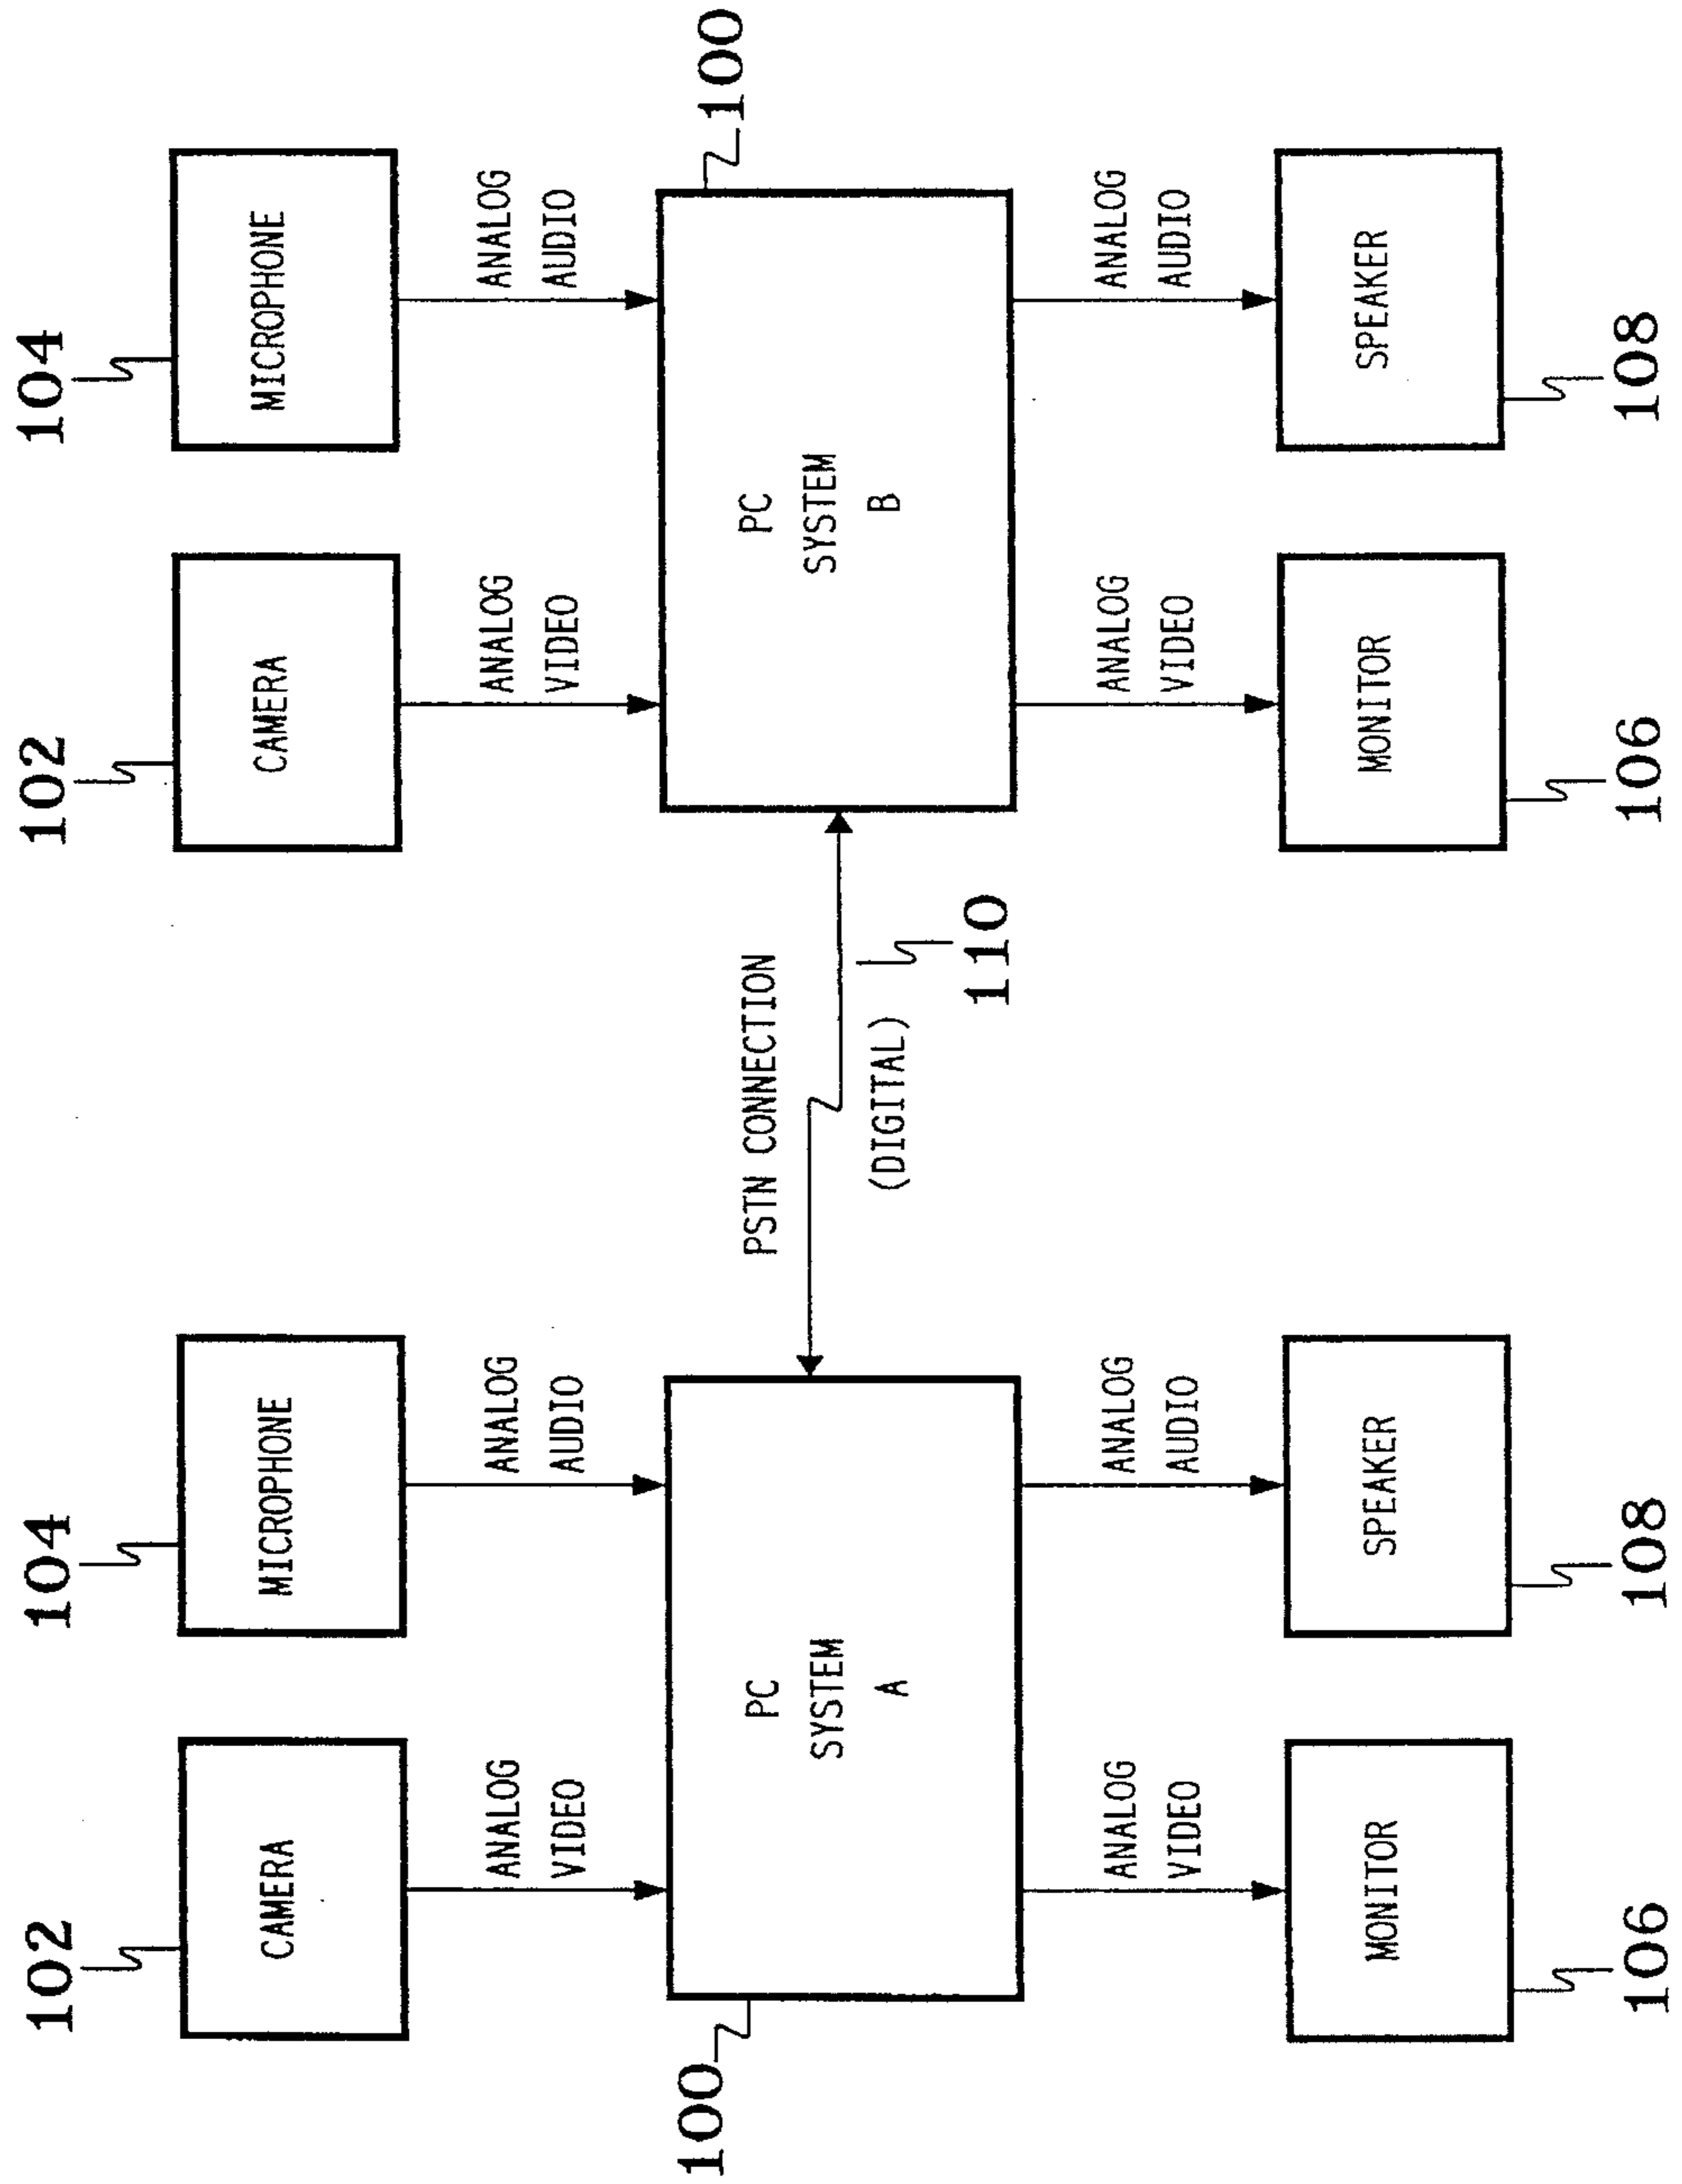 102
104
102
104
CAMERA
MICROPHONE
CAMERA
MICROPHONE
ANALOG
VIDEO
ANALOG
AUDIO
ANALOG
VIDEO
ANALOG
AUDIO
100
PC
SYSTEM
A
PSTN CONNECTION
(DIGITAL)
110
PC
SYSTEM
B
100
ANALOG
VIDEO
ANALOG
AUDIO
ANALOG
VIDEO
ANALOG
AUDIO
MONITOR
SPEAKER
MONITOR
SPEAKER
106
108
106
108